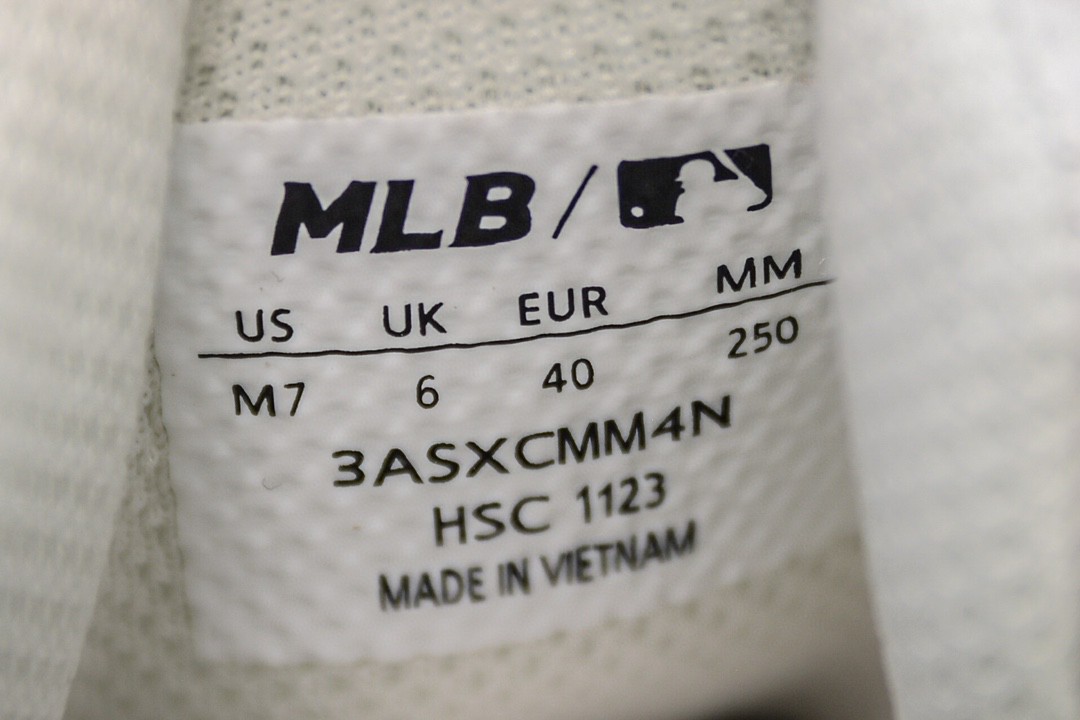 MLB /
US UK EUR MM
M7 6 40 250
3ASXCMM4N
HSC 1123
MADE IN VIETNAM